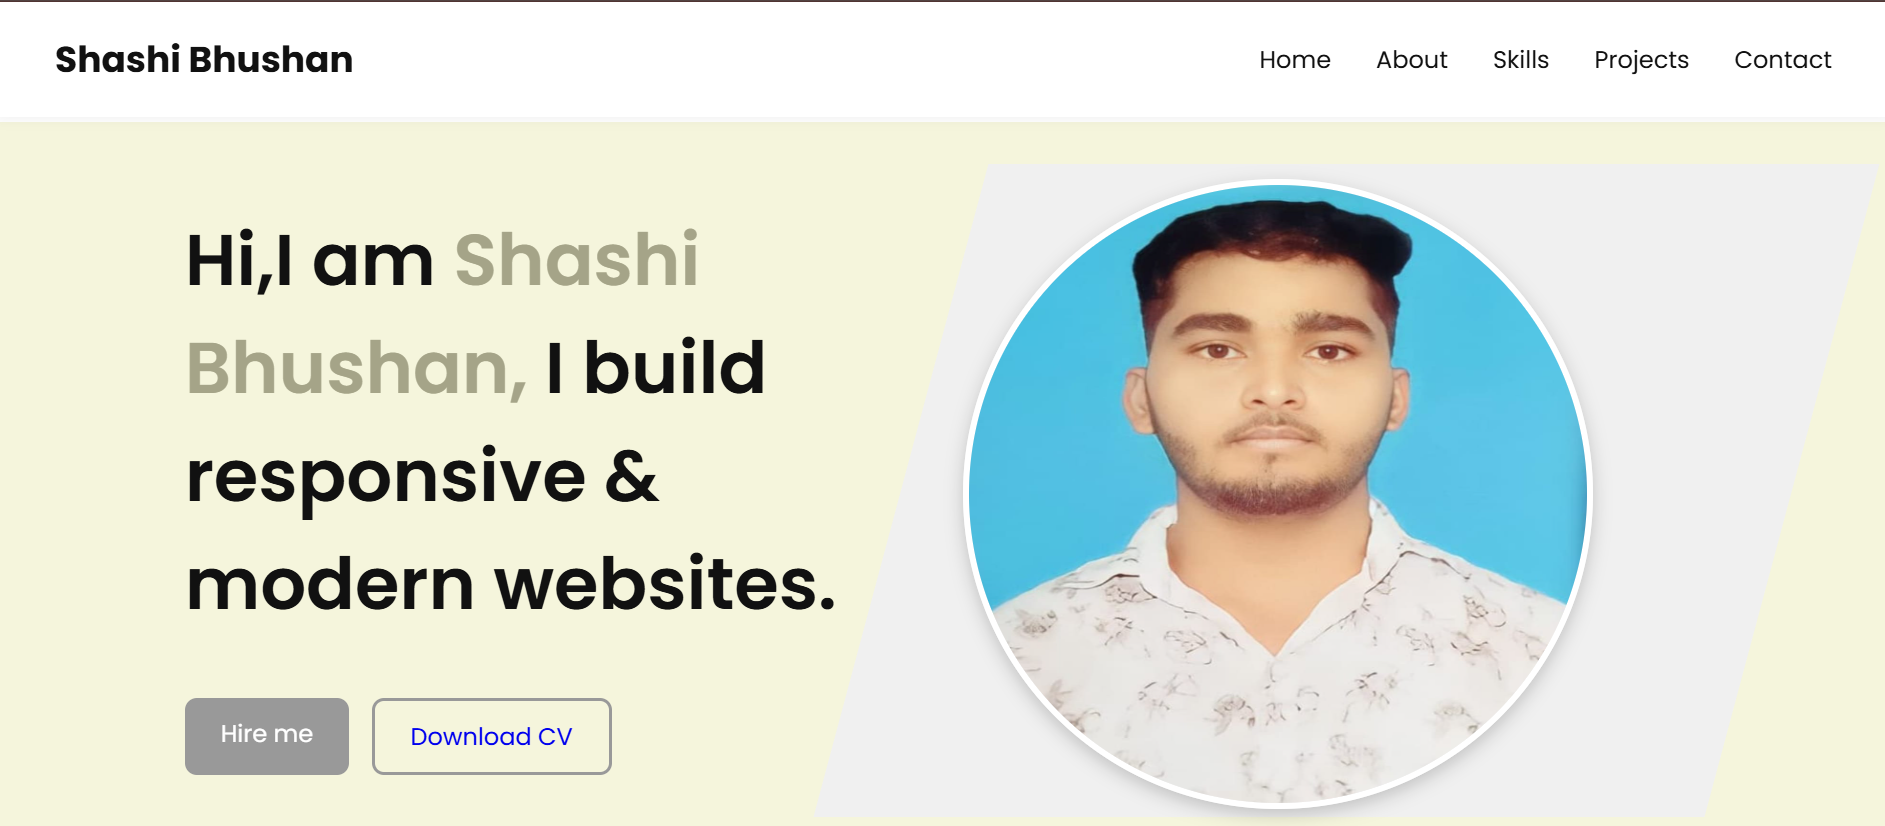 Shashi Bhushan
Home About Skills Projects Contact
Hi,I am Shashi
Bhushan, I build
responsive &
modern websites.
Hire me
Download CV